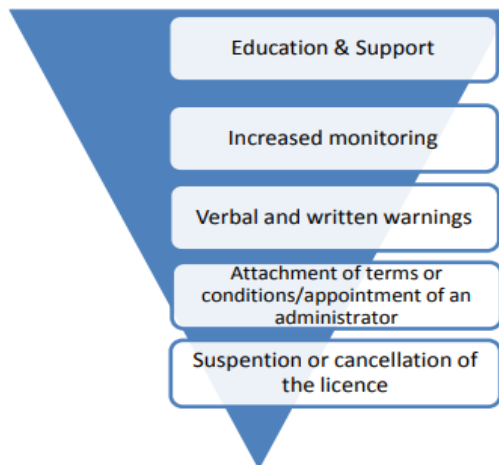 Education & Support
Increased monitoring
Verbal and written warnings
Attachment of terms or
conditions/appointment of an
administrator
Suspention or cancellation of
the licence